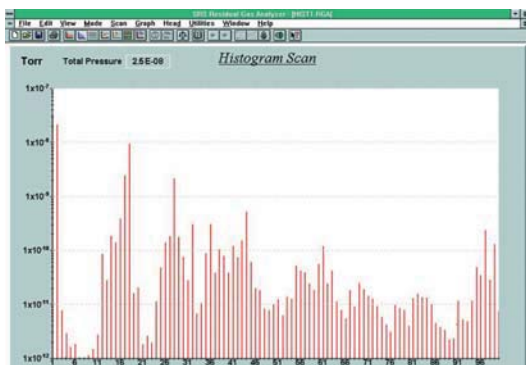 SRS Residual Gas Analyzer - [HIST1.RGA]
File Edit View Mode Scan Graph Head Utilities Window Help
Torr Total Pressure 2.5E-08 Histogram Scan
1x10-7
1x10-8
1x10-9
1x10-10
1x10-11
1x10-12
1 6 11 16 21 26 31 36 41 46 51 56 61 66 71 76 81 86 91 96